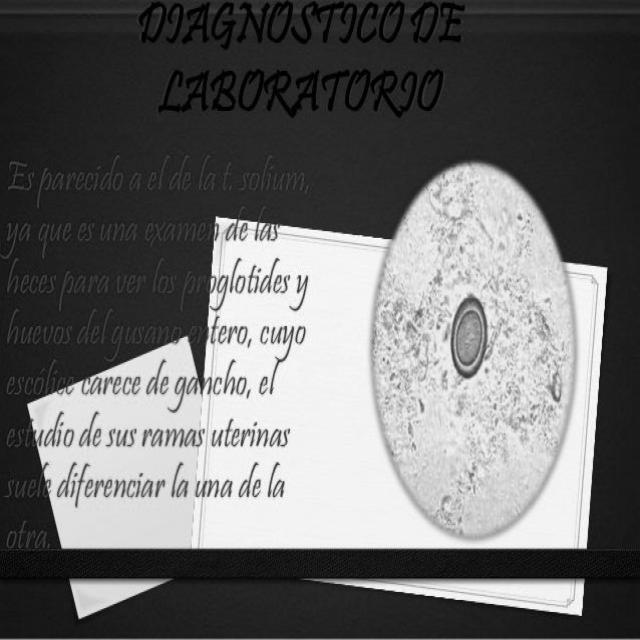 DIAGNOSTICO DE
LABORATORIO
Es parecido a el de la t. solium,
ya que es una examen de las
heces para ver los proglotides y
huevos del gusano entero, cuyo
escólice carece de gancho, el
estudio de sus ramas uterinas
suele diferenciar la una de la
otra.